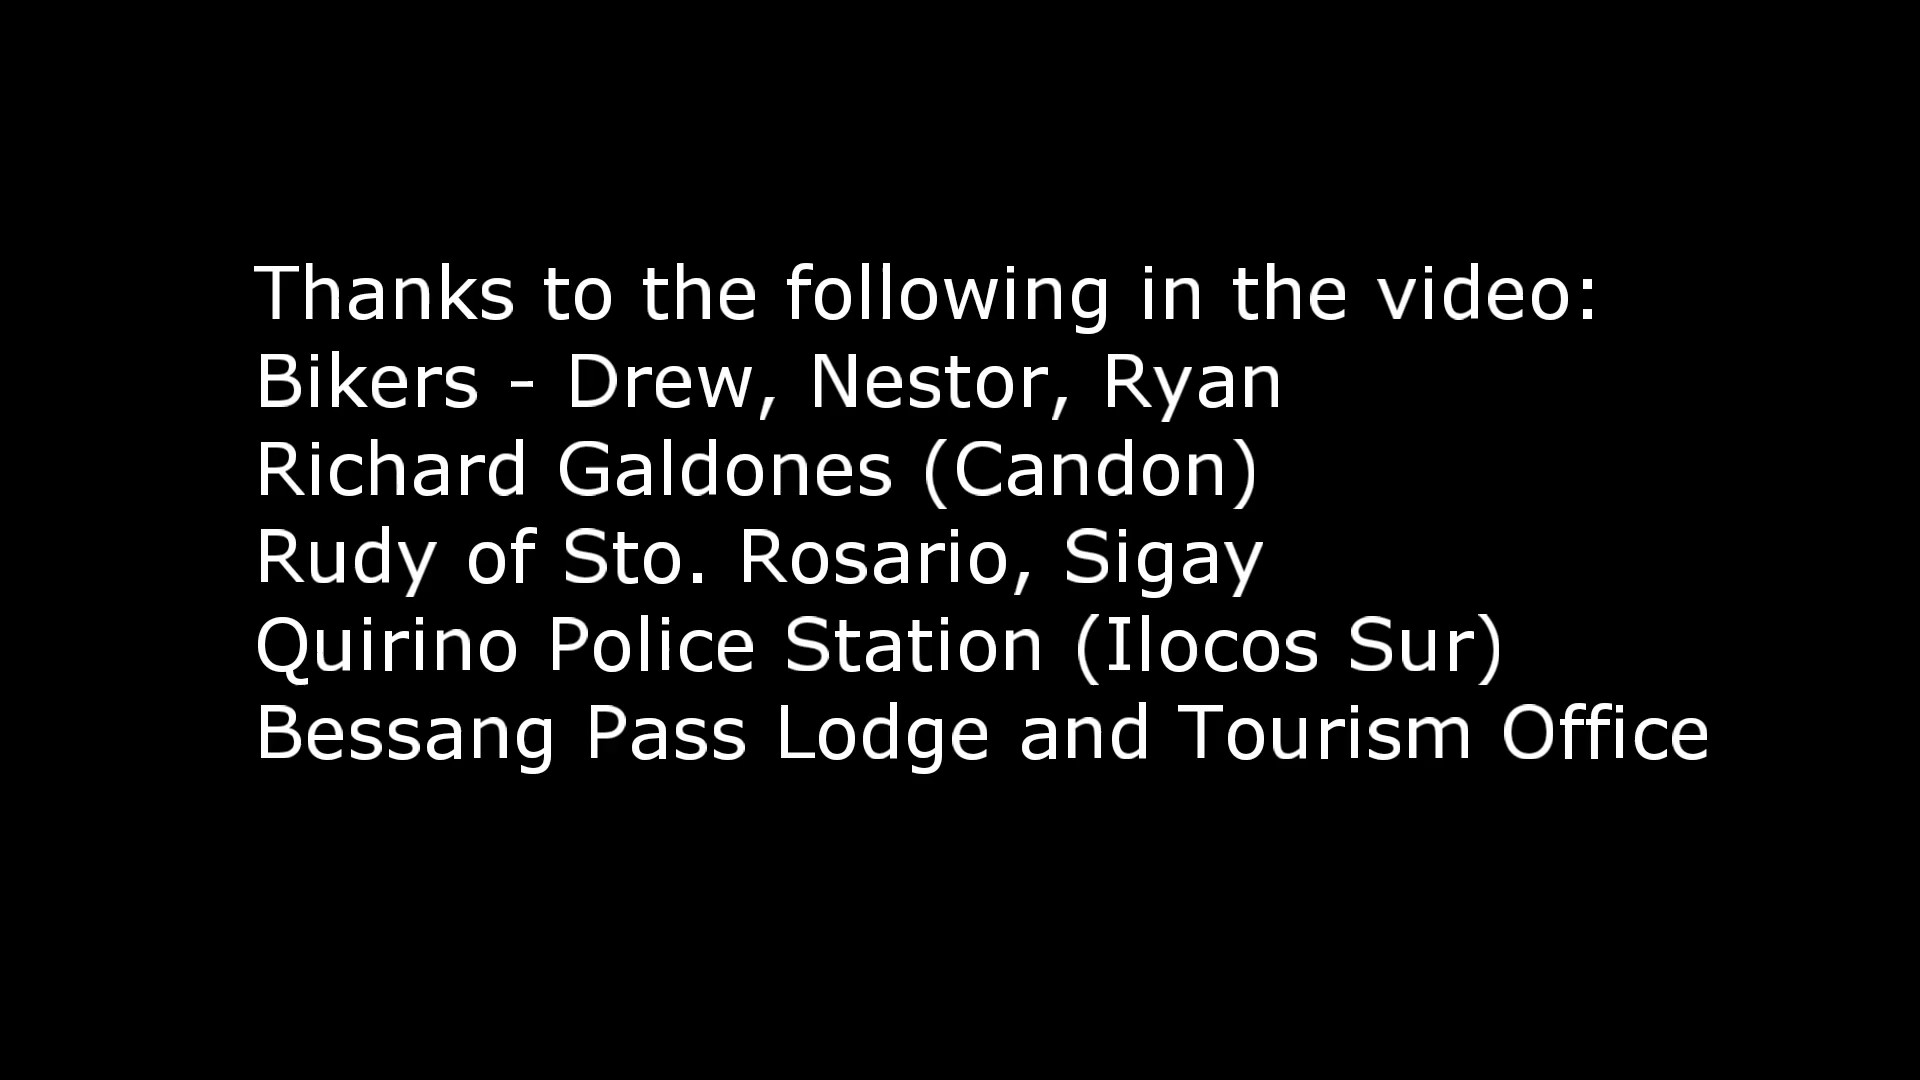 Thanks to the following in the video:
Bikers - Drew, Nestor, Ryan
Richard Galdones (Candon)
Rudy of Sto. Rosario, Sigay
Quirino Police Station (Ilocos Sur)
Bessang Pass Lodge and Tourism Office